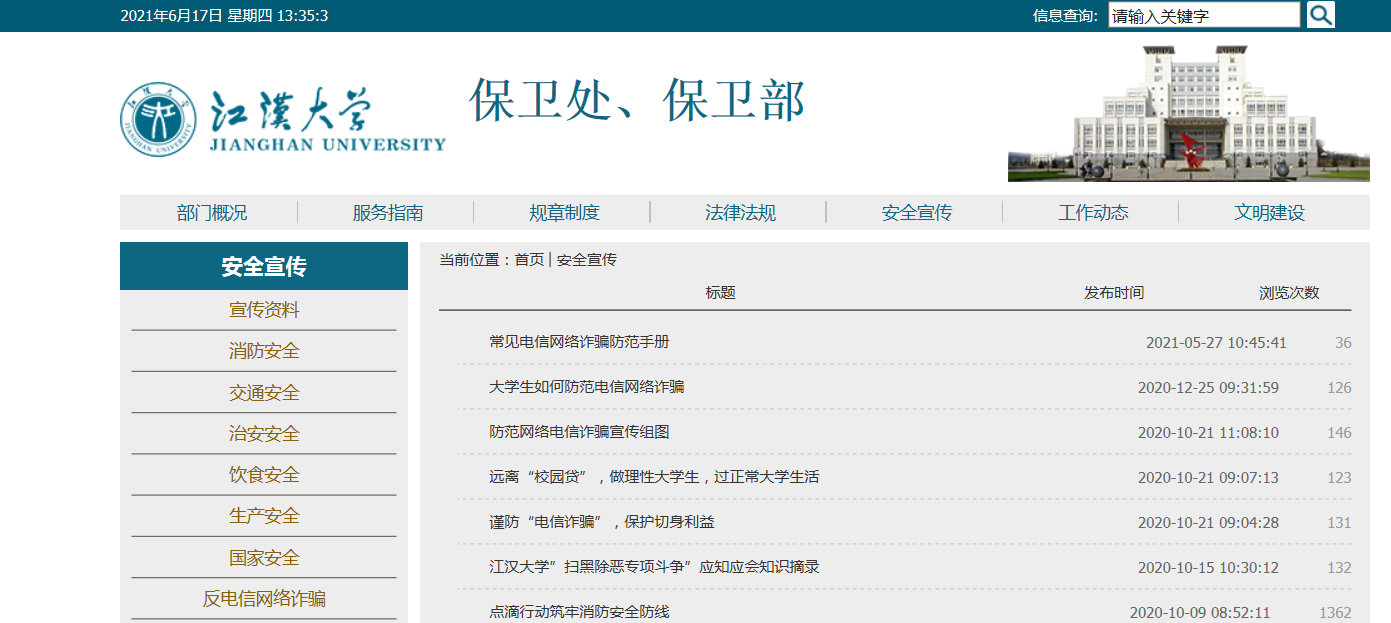 2021年6月17日 星期四 13:35:3 信息查询: 请输入关键字
江漢大学
JIANGHAN UNIVERSITY
保卫处、保卫部
部门概况 服务指南 规章制度 法律法规 安全宣传 工作动态 文明建设
安全宣传
宣传资料
消防安全
交通安全
治安安全
饮食安全
生产安全
国家安全
反电信网络诈骗
当前位置：首页 | 安全宣传
标题 发布时间 浏览次数
常见电信网络诈骗防范手册 2021-05-27 10:45:41 36
大学生如何防范电信网络诈骗 2020-12-25 09:31:59 126
防范网络电信诈骗宣传组图 2020-10-21 11:08:10 146
远离“校园贷”，做理性大学生，过正常大学生活 2020-10-21 09:07:13 123
谨防“电信诈骗”，保护切身利益 2020-10-21 09:04:28 131
江汉大学”扫黑除恶专项斗争”应知应会知识摘录 2020-10-15 10:30:12 132
点滴行动筑牢消防安全防线 2020-10-09 08:52:11 1362